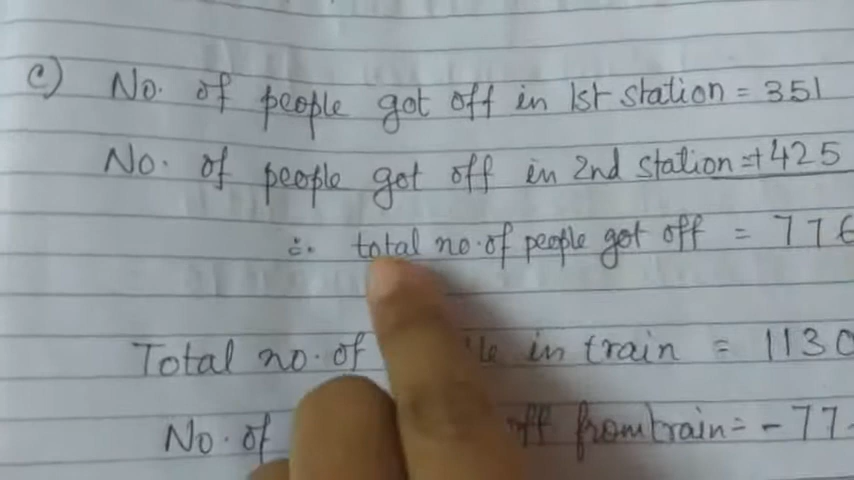 c) No. of people got off in 1st station = 351
No. of people got off in 2nd station = +425
∴ total no. of people got off = 776
Total no. of in train = 1130
No. of off from train = - 77